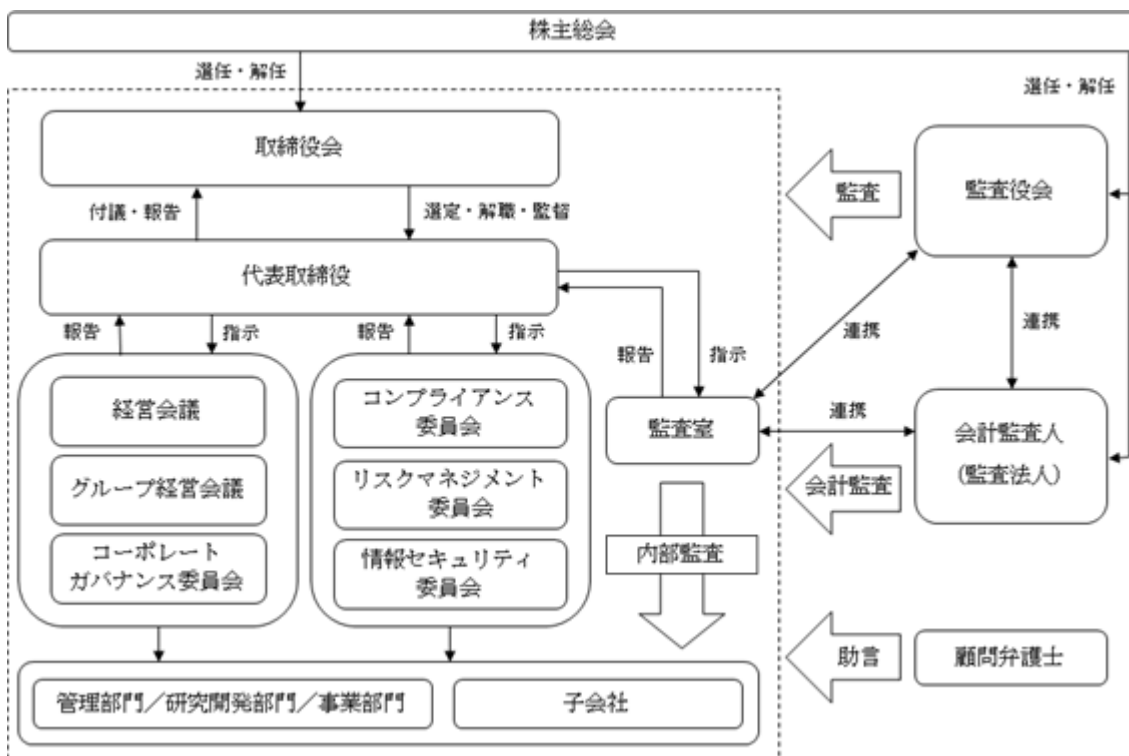 株主総会
選任・解任
選任・解任
取締役会
監査
監査役会
付議・報告
選定・解職・監督
代表取締役
報告
指示
報告
指示
報告
指示
連携
連携
経営会議
グループ経営会議
コーポレート
ガバナンス委員会
コンプライアンス
委員会
リスクマネジメント
委員会
情報セキュリティ
委員会
監査室
連携
会計監査人
(監査法人)
会計監査
内部監査
助言
顧問弁護士
管理部門/研究開発部門/事業部門
子会社